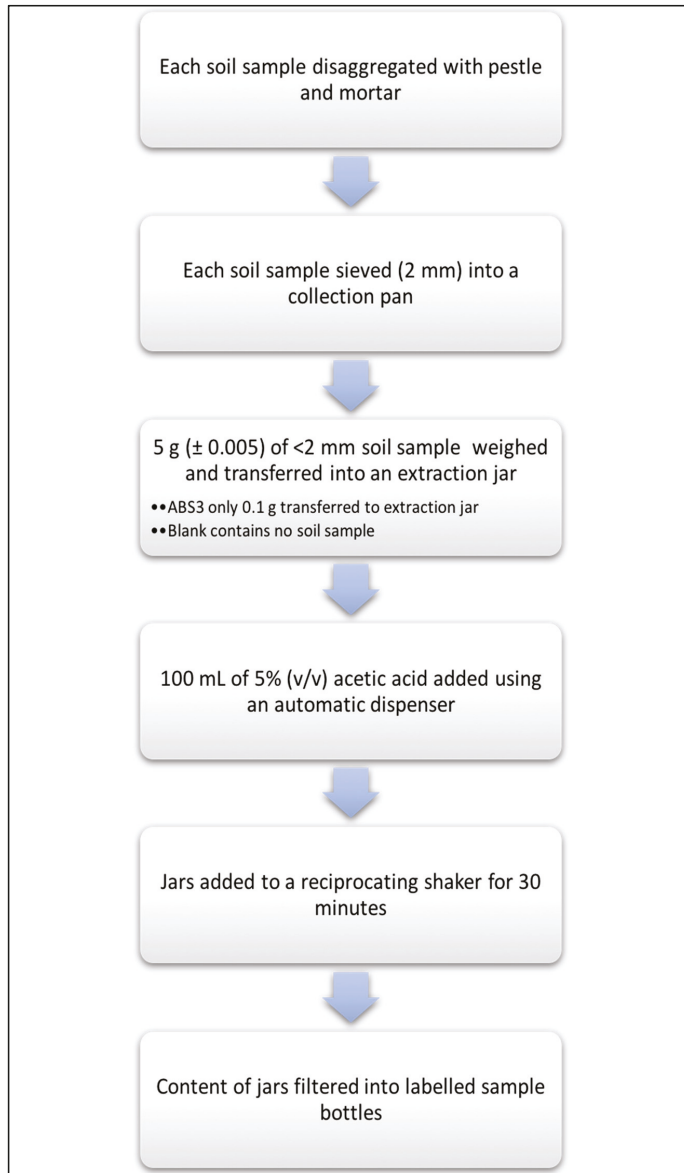 Each soil sample disaggregated with pestle
and mortar
Each soil sample sieved (2 mm) into a
collection pan
5 g (± 0.005) of <2 mm soil sample weighed
and transferred into an extraction jar
••ABS3 only 0.1 g transferred to extraction jar
••Blank contains no soil sample
100 mL of 5% (v/v) acetic acid added using
an automatic dispenser
Jars added to a reciprocating shaker for 30
minutes
Content of jars filtered into labelled sample
bottles